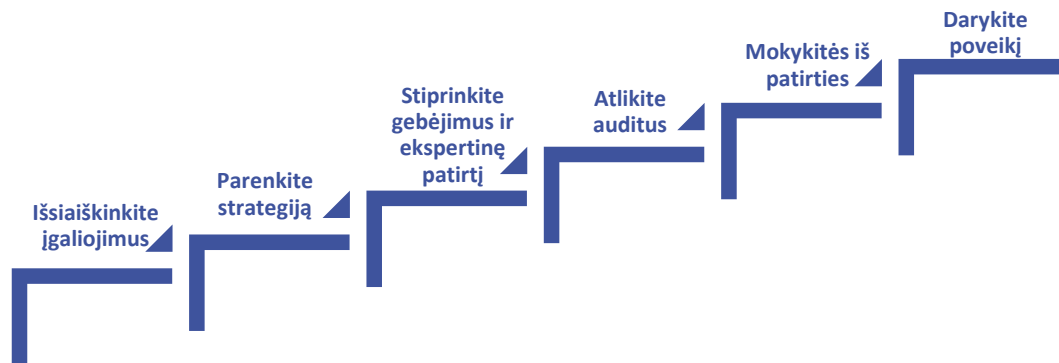 Išsiaiškinkite
įgaliojimus
Parenkite
strategiją
Stiprinkite
gebėjimus ir
ekspertinę
patirtį
Atlikite
auditus
Mokykitės iš
patirties
Darykite
poveikį